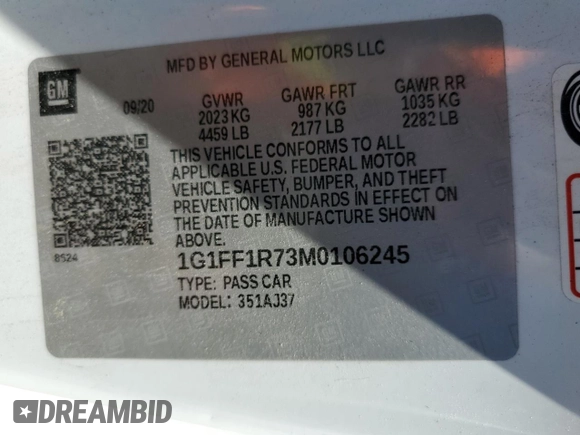 MFD BY GENERAL MOTORS LLC
GM
09/20
GVWR
2023 KG
4459 LB
GAWR FRT
987 KG
2177 LB
GAWR RR
1035 KG
2282 LB
THIS VEHICLE CONFORMS TO ALL
APPLICABLE U.S. FEDERAL MOTOR
VEHICLE SAFETY, BUMPER, AND THEFT
PREVENTION STANDARDS IN EFFECT ON
THE DATE OF MANUFACTURE SHOWN
ABOVE.
8524
1G1FF1R73M0106245
TYPE: PASS CAR
MODEL: 351AJ37
DREAMBID